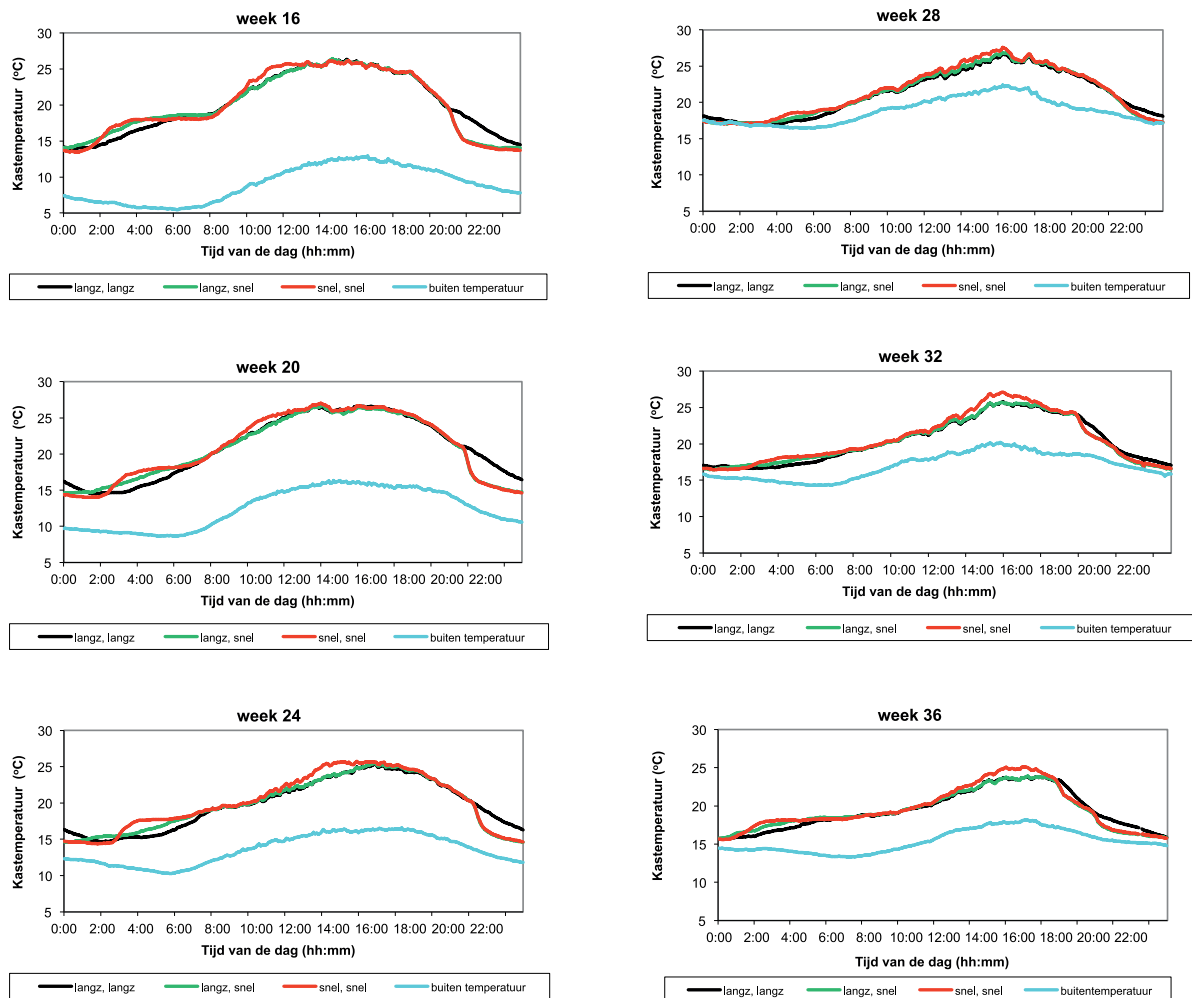 week 16
30
25
20
15
10
5
Kastemperatuur (ºC)
0:00 2:00 4:00 6:00 8:00 10:00 12:00 14:00 16:00 18:00 20:00 22:00
Tijd van de dag (hh:mm)
langz, langz langz, snel snel, snel buiten temperatuur
week 28
30
25
20
15
10
5
Kastemperatuur (ºC)
0:00 2:00 4:00 6:00 8:00 10:00 12:00 14:00 16:00 18:00 20:00 22:00
Tijd van de dag (hh:mm)
langz, langz langz, snel snel, snel buiten temperatuur
week 20
30
25
20
15
10
5
Kastemperatuur (ºC)
0:00 2:00 4:00 6:00 8:00 10:00 12:00 14:00 16:00 18:00 20:00 22:00
Tijd van de dag (hh:mm)
langz, langz langz, snel snel, snel buiten temperatuur
week 32
30
25
20
15
10
5
Kastemperatuur (ºC)
0:00 2:00 4:00 6:00 8:00 10:00 12:00 14:00 16:00 18:00 20:00 22:00
Tijd van de dag (hh:mm)
langz, langz langz, snel snel, snel buiten temperatuur
week 24
30
25
20
15
10
5
Kastemperatuur (ºC)
0:00 2:00 4:00 6:00 8:00 10:00 12:00 14:00 16:00 18:00 20:00 22:00
Tijd van de dag (hh:mm)
langz, langz langz, snel snel, snel buiten temperatuur
week 36
30
25
20
15
10
5
Kastemperatuur (ºC)
0:00 2:00 4:00 6:00 8:00 10:00 12:00 14:00 16:00 18:00 20:00 22:00
Tijd van de dag (hh:mm)
langz, langz langz, snel snel, snel buitentemperatuur